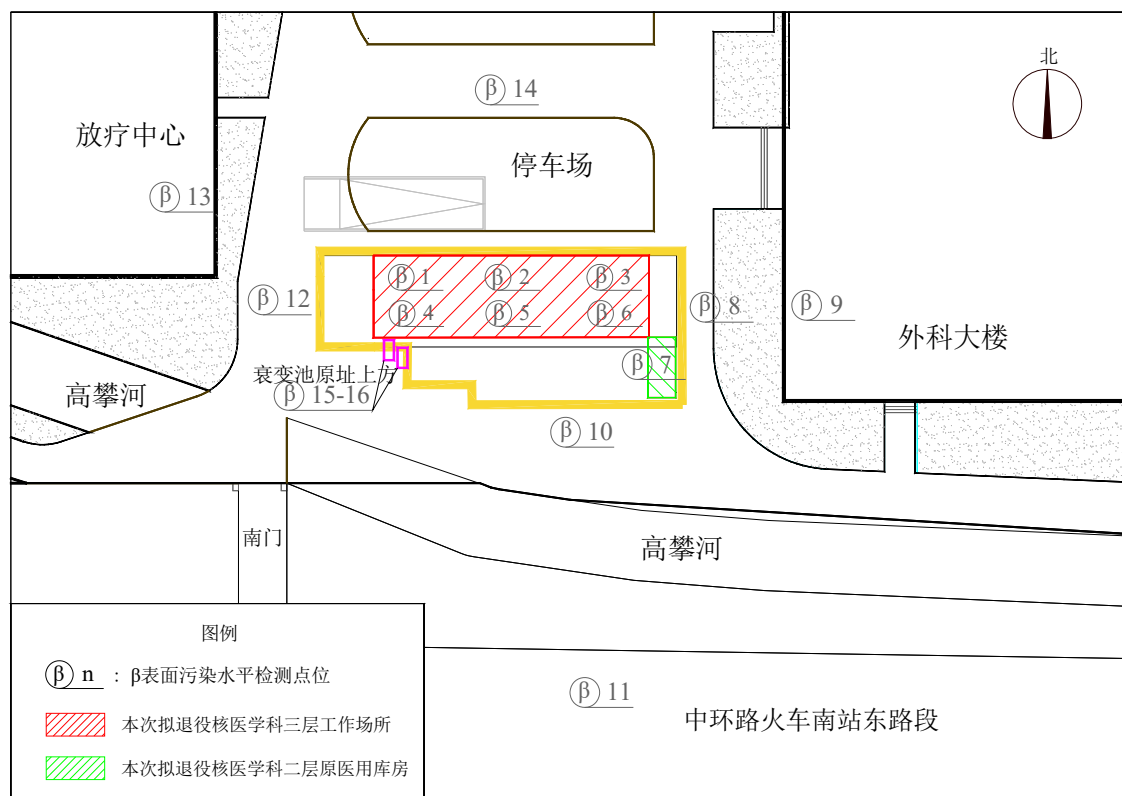 北
β 14
放疗中心
停车场
β 13
β 1
β 2
β 3
β 12
β 8
β 9
β 4
β 5
β 6
外科大楼
β 7
衰变池原址上方
高攀河
β 15-16
β 10
南门
高攀河
图例
β n : β表面污染水平检测点位
β 11
中环路火车南站东路段
本次拟退役核医学科三层工作场所
本次拟退役核医学科二层原医用库房